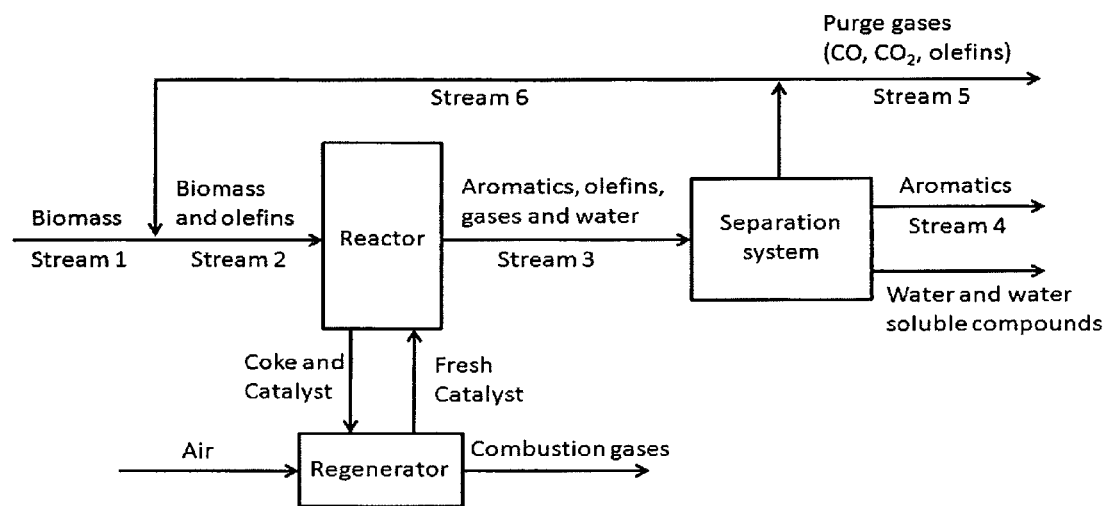 Purge gases
(CO, CO₂, olefins)
Stream 6
Stream 5
Biomass
Stream 1
Biomass
and olefins
Stream 2
Reactor
Aromatics, olefins,
gases and water
Stream 3
Separation
system
Aromatics
Stream 4
Water and water
soluble compounds
Coke and
Catalyst
Fresh
Catalyst
Air
Regenerator
Combustion gases